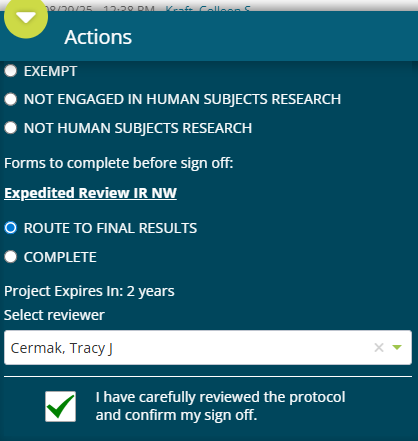 08/29/25 12:38 PM Kraft, Colleen S
Actions
EXEMPT
NOT ENGAGED IN HUMAN SUBJECTS RESEARCH
NOT HUMAN SUBJECTS RESEARCH
Forms to complete before sign off:
Expedited Review IR NW
ROUTE TO FINAL RESULTS
COMPLETE
Project Expires In: 2 years
Select reviewer
Cermak, Tracy J
I have carefully reviewed the protocol
and confirm my sign off.